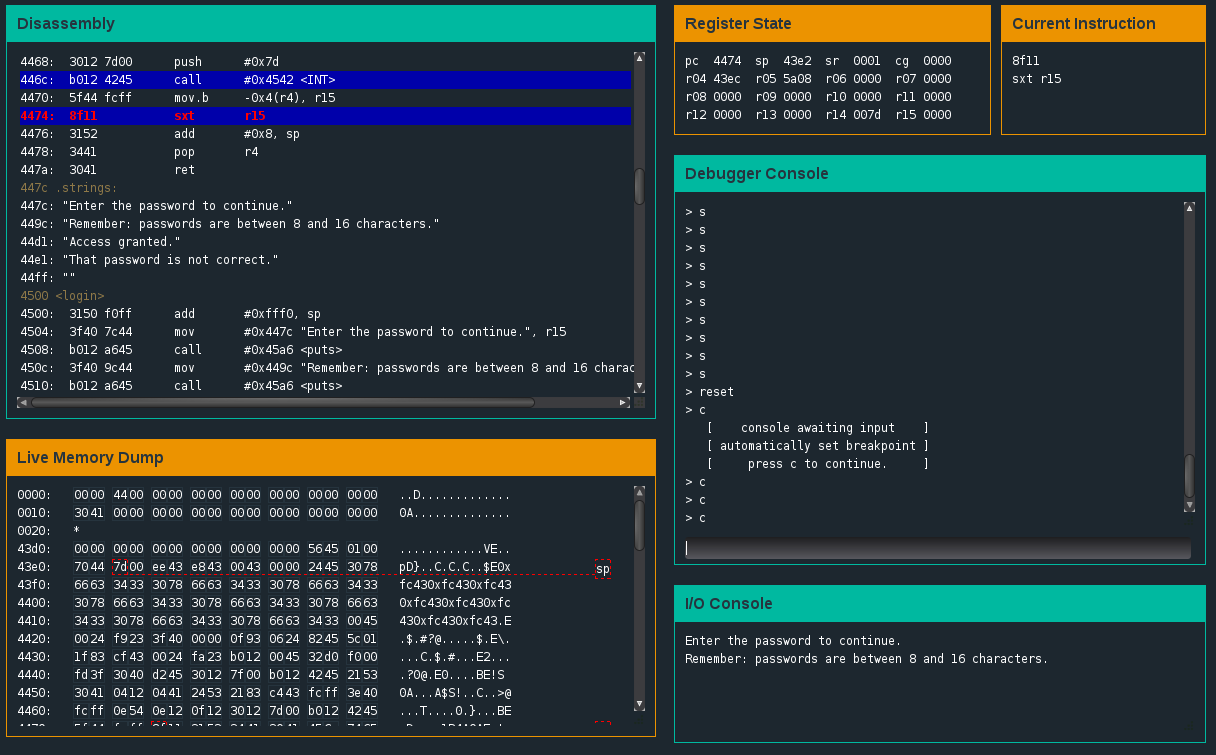 Disassembly
4468:  3012 7d00      push      #0x7d
446c:  b012 4245      call      #0x4542 <INT>
4470:  5f44 fcff      mov.b     -0x4(r4), r15
4474:  8f11           sxt       r15
4476:  3152           add       #0x8, sp
4478:  3441           pop       r4
447a:  3041           ret
447c .strings:
447c: "Enter the password to continue."
449c: "Remember: passwords are between 8 and 16 characters."
44d1: "Access granted."
44e1: "That password is not correct."
44ff: ""
4500 <login>
4500:  3150 f0ff      add       #0xfff0, sp
4504:  3f40 7c44      mov       #0x447c "Enter the password to continue.", r15
4508:  b012 a645      call      #0x45a6 <puts>
450c:  3f40 9c44      mov       #0x449c "Remember: passwords are between 8 and 16 charac
4510:  b012 a645      call      #0x45a6 <puts>
Live Memory Dump
0000:   0000 4400 0000 0000 0000 0000 0000 0000   ..D.............
0010:   3041 0000 0000 0000 0000 0000 0000 0000   0A..............
0020:   *
43d0:   0000 0000 0000 0000 0000 0000 5645 0100   ............VE..
43e0:   7044 7d00 ee43 e843 0043 0000 2445 3078   pD}..C.C.C..$E0x   sp
43f0:   6663 3433 3078 6663 3433 3078 6663 3433   fc430xfc430xfc43
4400:   3078 6663 3433 3078 6663 3433 3078 6663   0xfc430xfc430xfc
4410:   3433 3078 6663 3433 3078 6663 3433 0045   430xfc430xfc43.E
4420:   0024 f923 3f40 0000 0f93 0624 8245 5c01   .$.#?@.....$.E\.
4430:   1f83 cf43 0024 fa23 b012 0045 32d0 f000   ...C.$.#...E2...
4440:   fd3f 3040 d245 3012 7f00 b012 4245 2153   .?0@.E0....BE!S
4450:   3041 0412 0441 2453 2183 c443 fcff 3e40   0A...A$S!..C..>@
4460:   fcff 0e54 0e12 0f12 3012 7d00 b012 4245   ...T....0.}...BE
Register State
pc  4474  sp  43e2  sr  0001  cg  0000
r04 43ec  r05 5a08  r06 0000  r07 0000
r08 0000  r09 0000  r10 0000  r11 0000
r12 0000  r13 0000  r14 007d  r15 0000
Current Instruction
8f11
sxt r15
Debugger Console
> s
> s
> s
> s
> s
> s
> s
> s
> s
> s
> reset
> c
[    console awaiting input    ]
[ automatically set breakpoint ]
[     press c to continue.     ]
> c
> c
> c
I/O Console
Enter the password to continue.
Remember: passwords are between 8 and 16 characters.